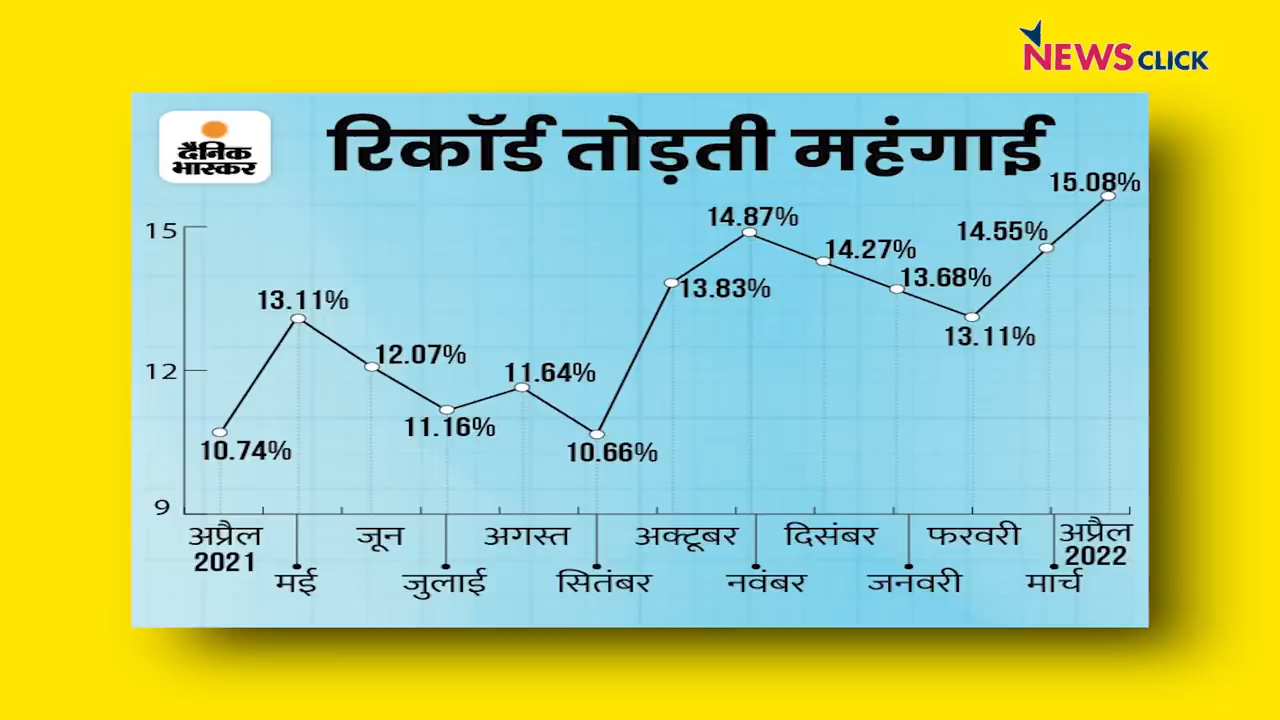 NEWS CLICK
दैनिक
भास्कर
रिकॉर्ड तोड़ती महंगाई
15.08%
15
14.87%
14.55%
14.27%
13.68%
13.11%
13.83%
13.11%
12.07%
12
11.64%
11.16%
10.74%
10.66%
9
अप्रैल
2021
जून
अगस्त
अक्टूबर
दिसंबर
फरवरी
अप्रैल
2022
मई
जुलाई
सितंबर
नवंबर
जनवरी
मार्च